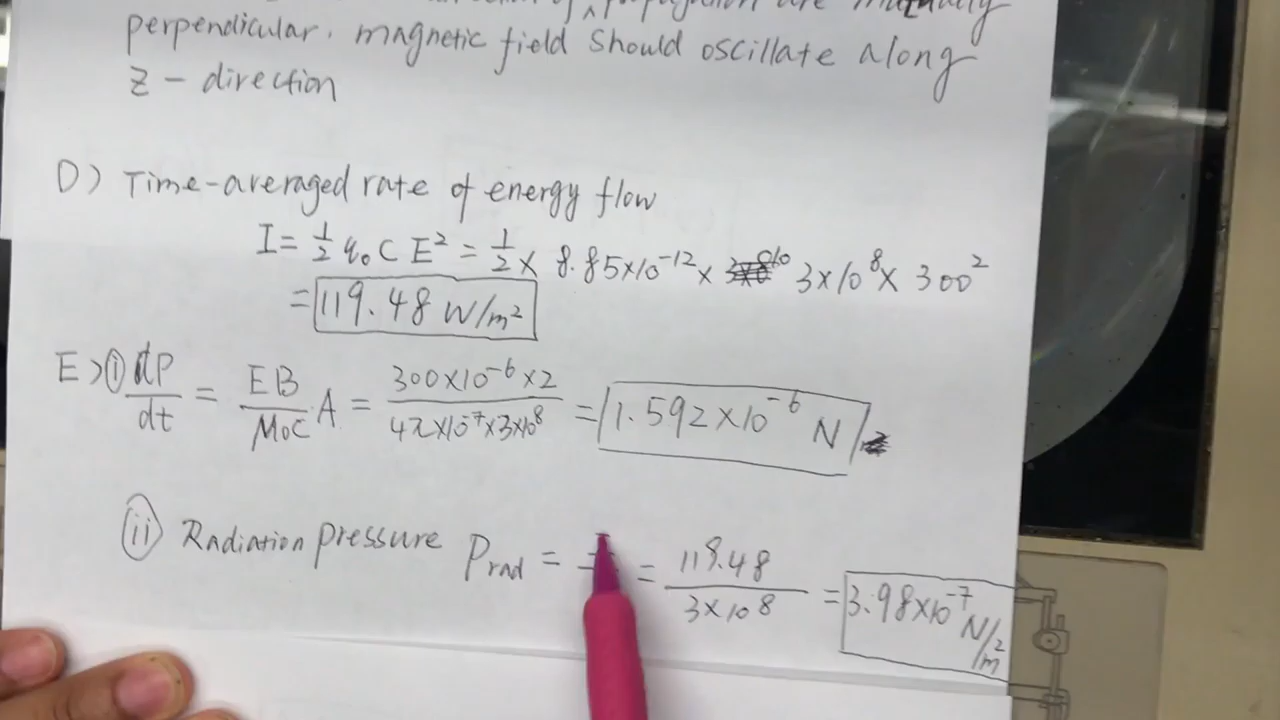 propagation are mutually
perpendicular. magnetic field should oscillate along
z - direction
D) Time-averaged rate of energy flow
I = 1/2 ε₀ C E² = 1/2 × 8.85×10⁻¹² × 3×10⁸ × 300²
= 119.48 W/m²
E> ⓘ dP/dt = EB/μ₀C A = 300×10⁻⁶×2 / 4π×10⁻⁷×3×10⁸ = 1.592×10⁻⁶ N
(ii) Radiation pressure Prad = = 119.48 / 3×10⁸ = 3.98×10⁻⁷ N/m²